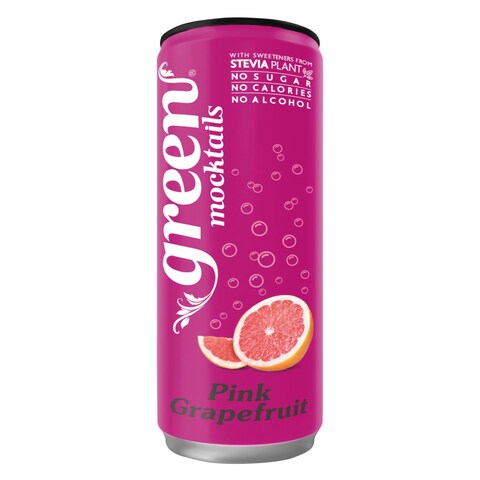 WITH SWEETENERS FROM
STEVIA PLANT
NO SUGAR
NO CALORIES
NO ALCOHOL
green®
mocktails
Pink
Grapefruit